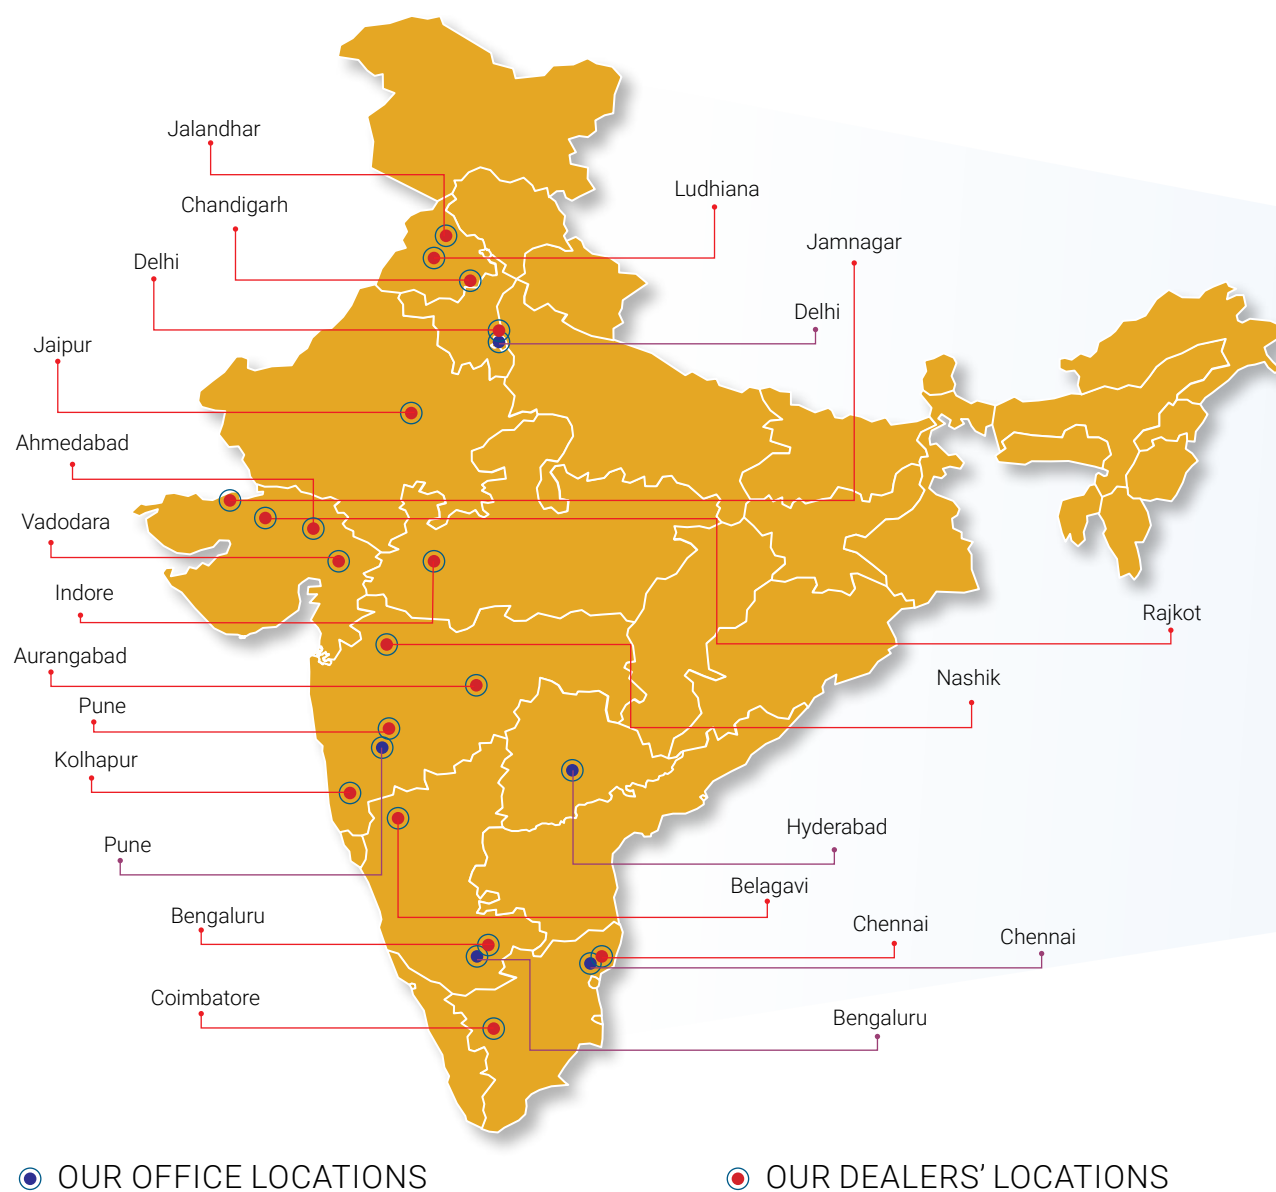 Jalandhar
Ludhiana
Chandigarh
Jamnagar
Delhi
Delhi
Jaipur
Ahmedabad
Vadodara
Indore
Rajkot
Aurangabad
Nashik
Pune
Kolhapur
Hyderabad
Pune
Belagavi
Bengaluru
Chennai
Chennai
Coimbatore
Bengaluru
OUR OFFICE LOCATIONS
OUR DEALERS’ LOCATIONS